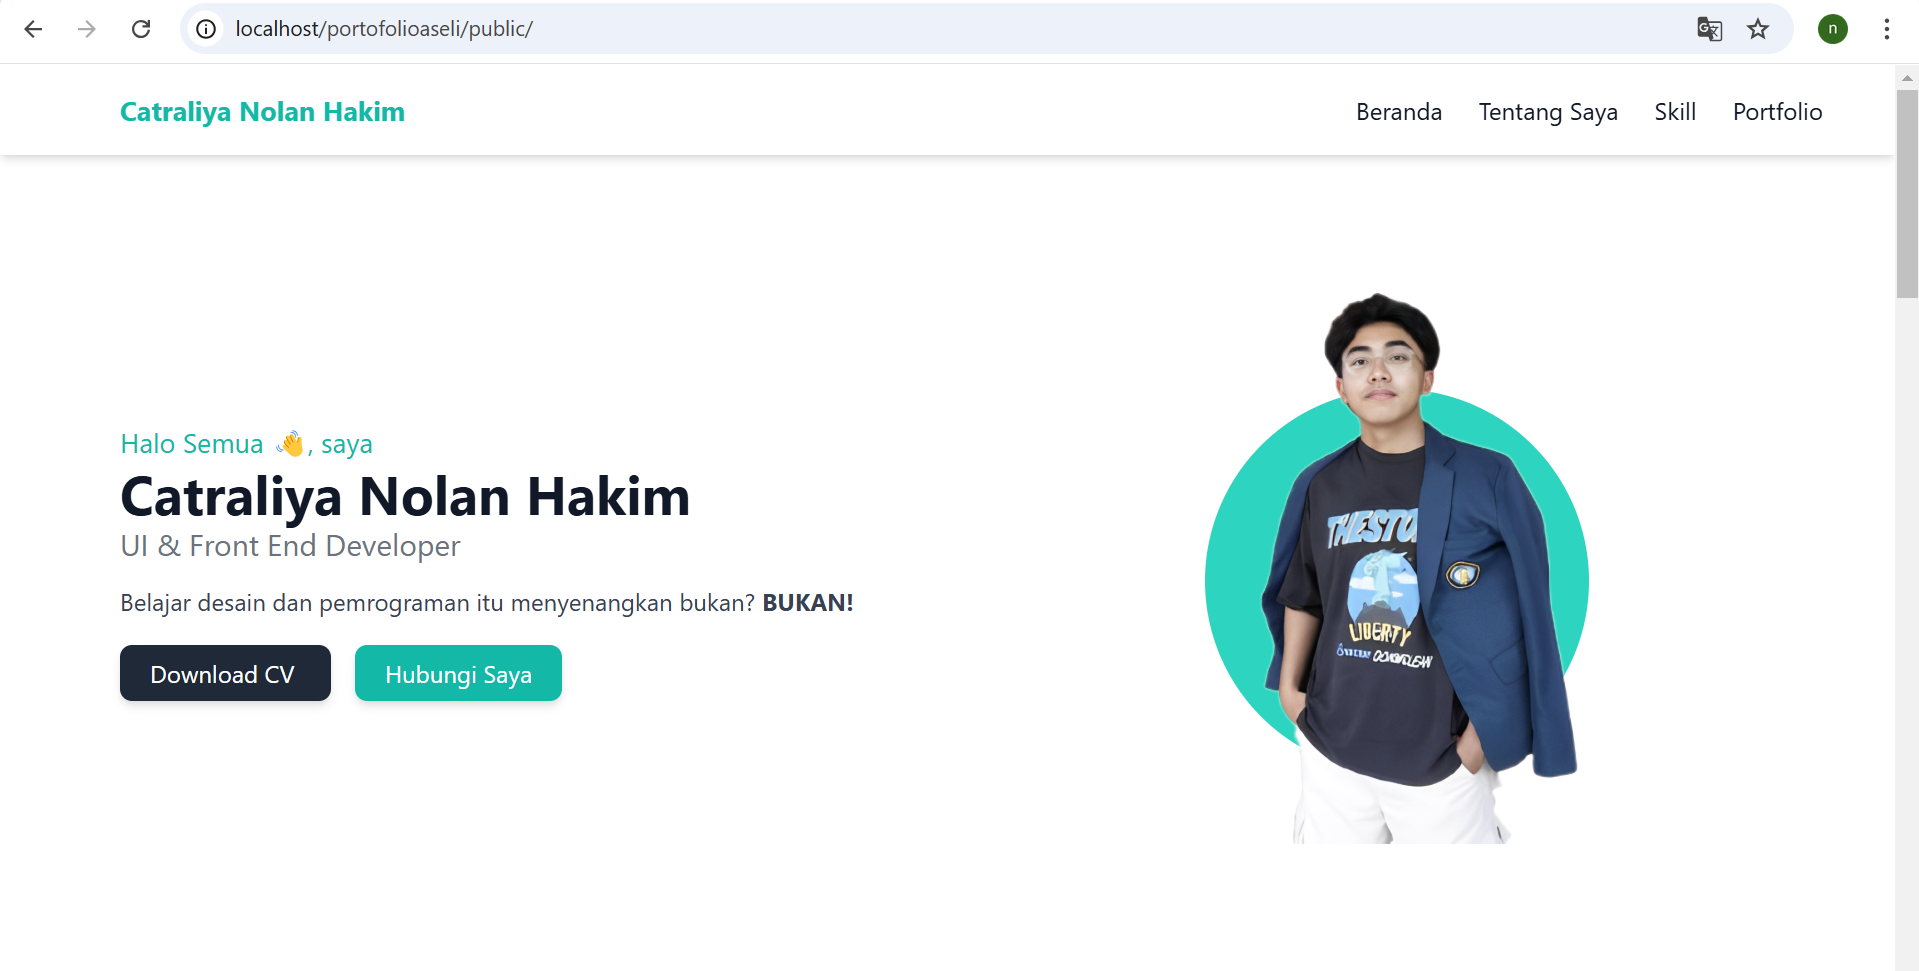 localhost/portofolioaseli/public/
n
Catraliya Nolan Hakim
Beranda Tentang Saya Skill Portfolio
Halo Semua 👋, saya
Catraliya Nolan Hakim
UI & Front End Developer
Belajar desain dan pemrograman itu menyenangkan bukan? BUKAN!
Download CV Hubungi Saya
LIBERTY